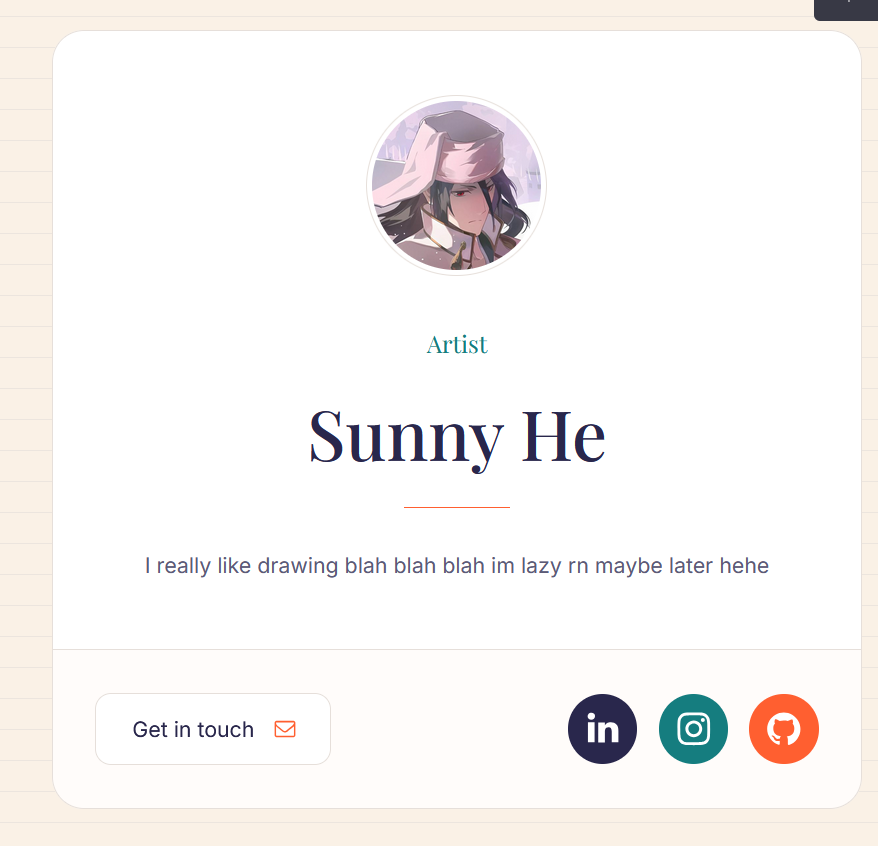 Artist
Sunny He
I really like drawing blah blah blah im lazy rn maybe later hehe
Get in touch
in